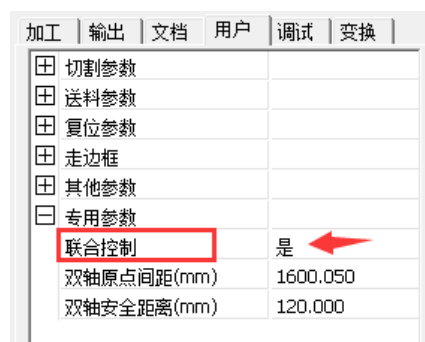 加工 输出 文档 用户 调试 变换
切割参数
送料参数
复位参数
走边框
其他参数
专用参数
联合控制 是
双轴原点间距(mm) 1600.050
双轴安全距离(mm) 120.000